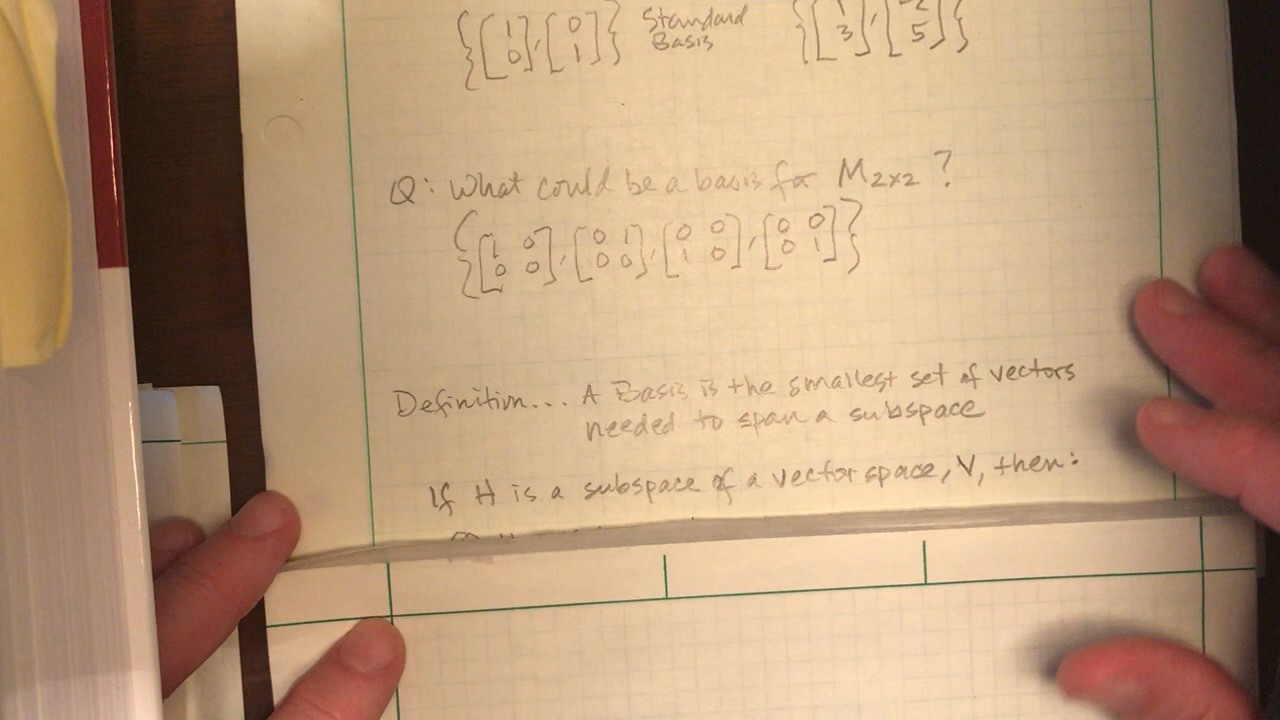 {[1 0], [0 1]} Standard Basis {[1 3], [-2 5]}
Q: What could be a basis for M2x2 ?
{[1 0 0 0], [0 1 0 0], [0 0 1 0], [0 0 0 1]}
Definition... A Basis is the smallest set of vectors
needed to span a subspace
If H is a subspace of a vector space, V, then: